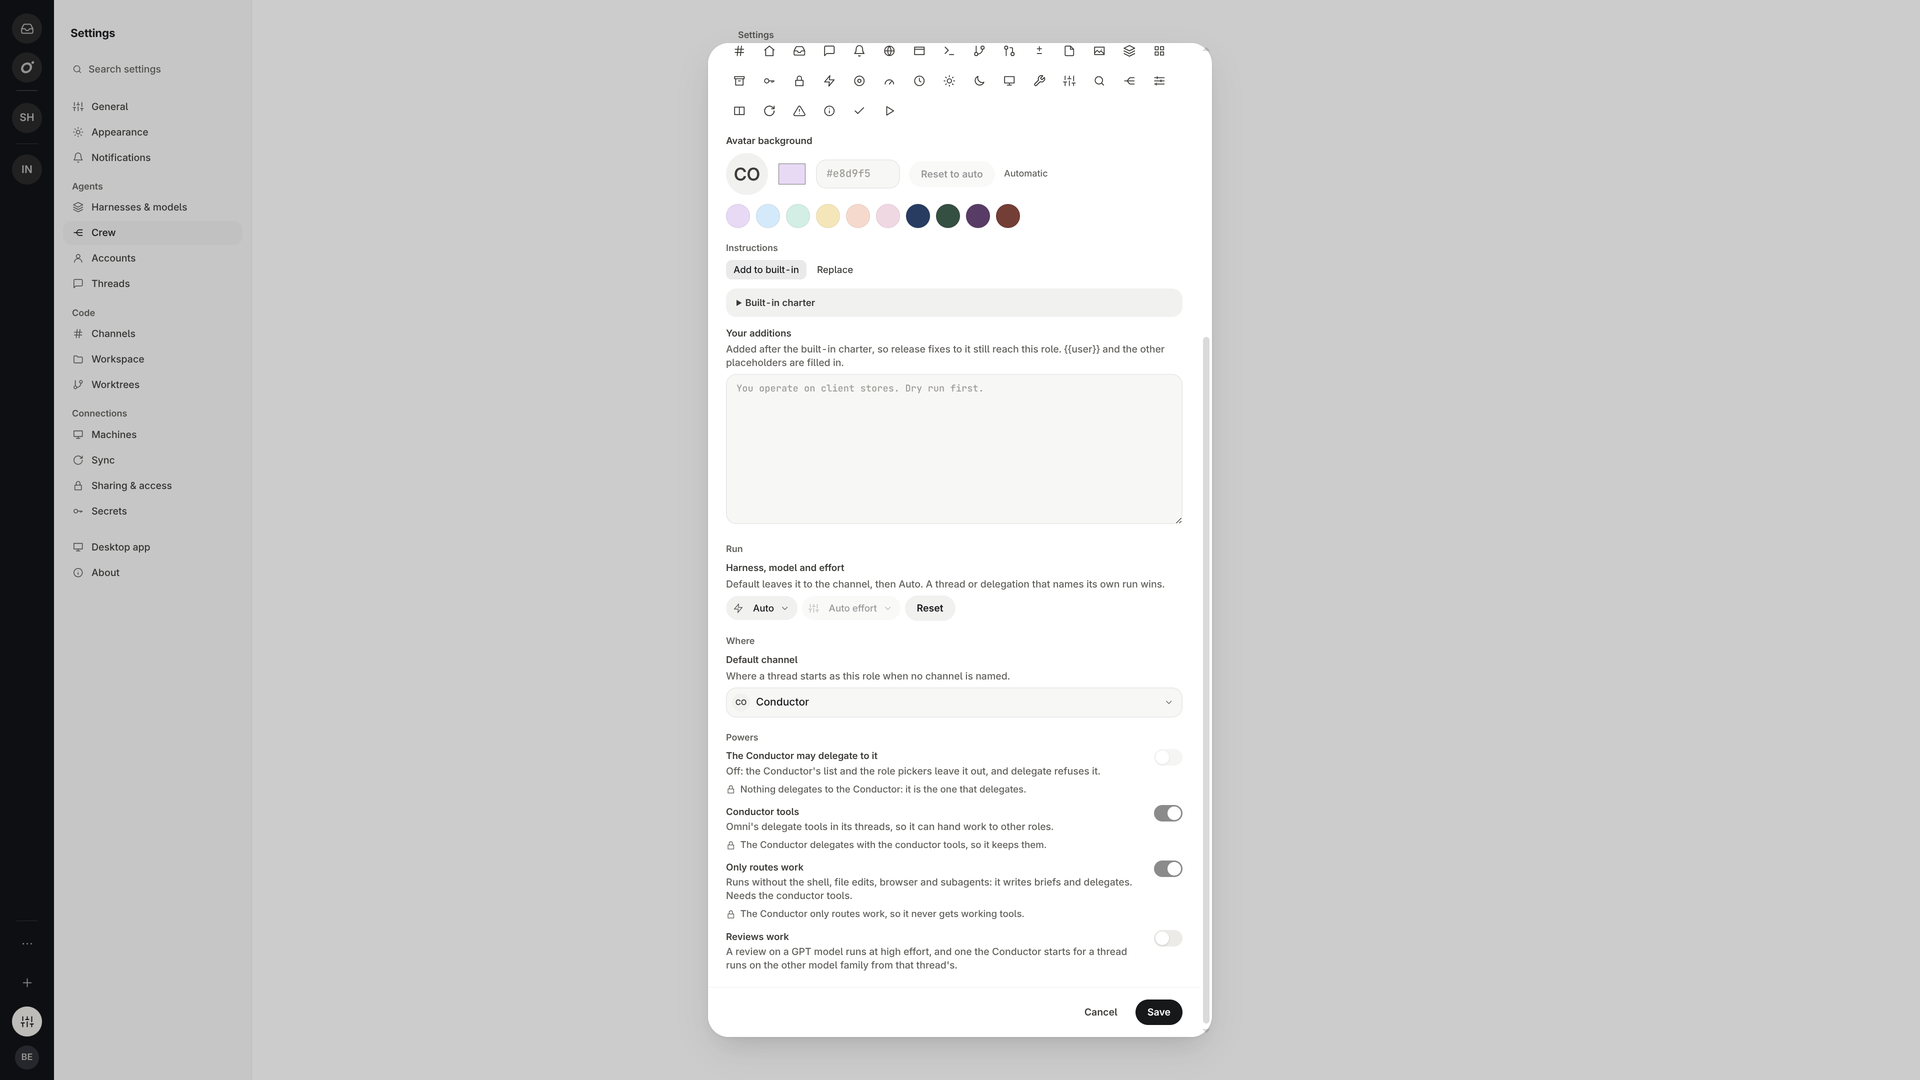 Settings
Search settings
SH
IN
General
Appearance
Notifications
Agents
Harnesses & models
Crew
Accounts
Threads
Code
Channels
Workspace
Worktrees
Connections
Machines
Sync
Sharing & access
Secrets
Desktop app
About
BE
Settings
Avatar background
CO
#e8d9f5
Reset to auto
Automatic
Instructions
Add to built-in
Replace
Built-in charter
Your additions
Added after the built-in charter, so release fixes to it still reach this role. {{user}} and the other
placeholders are filled in.
You operate on client stores. Dry run first.
Run
Harness, model and effort
Default leaves it to the channel, then Auto. A thread or delegation that names its own run wins.
Auto
Auto effort
Reset
Where
Default channel
Where a thread starts as this role when no channel is named.
CO Conductor
Powers
The Conductor may delegate to it
Off: the Conductor's list and the role pickers leave it out, and delegate refuses it.
Nothing delegates to the Conductor: it is the one that delegates.
Conductor tools
Omni's delegate tools in its threads, so it can hand work to other roles.
The Conductor delegates with the conductor tools, so it keeps them.
Only routes work
Runs without the shell, file edits, browser and subagents: it writes briefs and delegates.
Needs the conductor tools.
The Conductor only routes work, so it never gets working tools.
Reviews work
A review on a GPT model runs at high effort, and one the Conductor starts for a thread
runs on the other model family from that thread's.
Cancel
Save